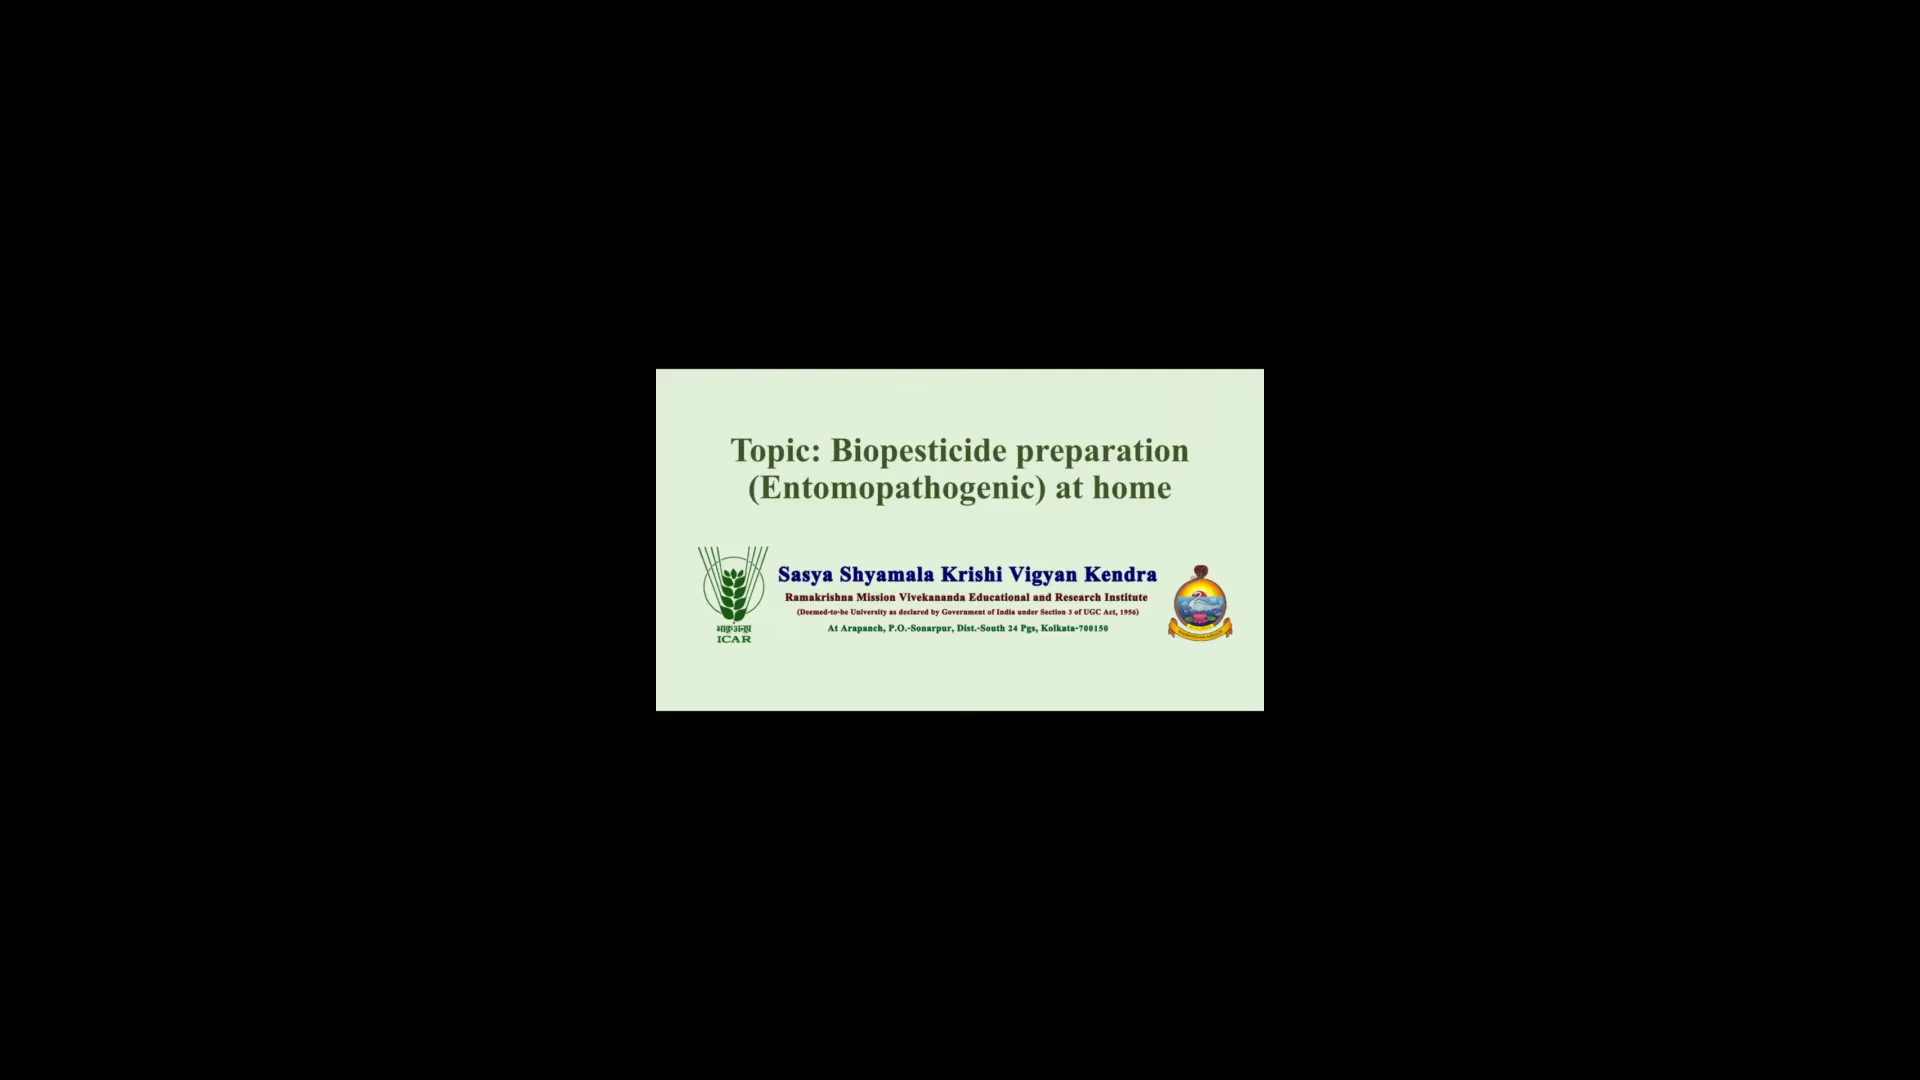 Topic: Biopesticide preparation
(Entomopathogenic) at home
Sasya Shyamala Krishi Vigyan Kendra
Ramakrishna Mission Vivekananda Educational and Research Institute
(Deemed-to-be University as declared by Government of India under Section 3 of UGC Act, 1956)
At Arapanch, P.O.-Sonarpur, Dist.-South 24 Pgs, Kolkata-700150
भाकृअनुप
ICAR